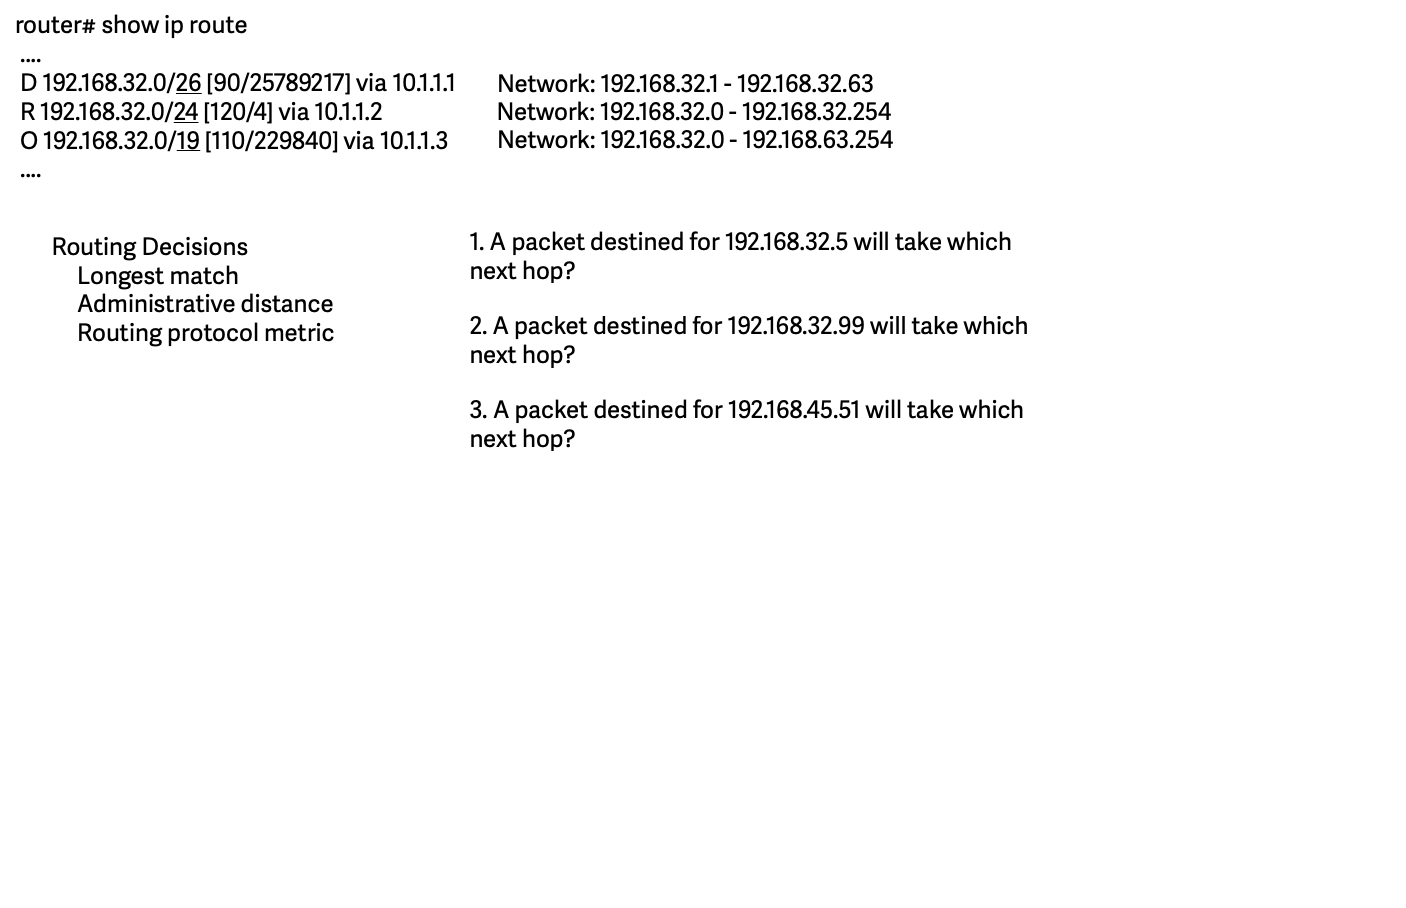 router# show ip route
....
D 192.168.32.0/26 [90/25789217] via 10.1.1.1
R 192.168.32.0/24 [120/4] via 10.1.1.2
O 192.168.32.0/19 [110/229840] via 10.1.1.3
....
Network: 192.168.32.1 - 192.168.32.63
Network: 192.168.32.0 - 192.168.32.254
Network: 192.168.32.0 - 192.168.63.254
Routing Decisions
Longest match
Administrative distance
Routing protocol metric
1. A packet destined for 192.168.32.5 will take which
next hop?
2. A packet destined for 192.168.32.99 will take which
next hop?
3. A packet destined for 192.168.45.51 will take which
next hop?